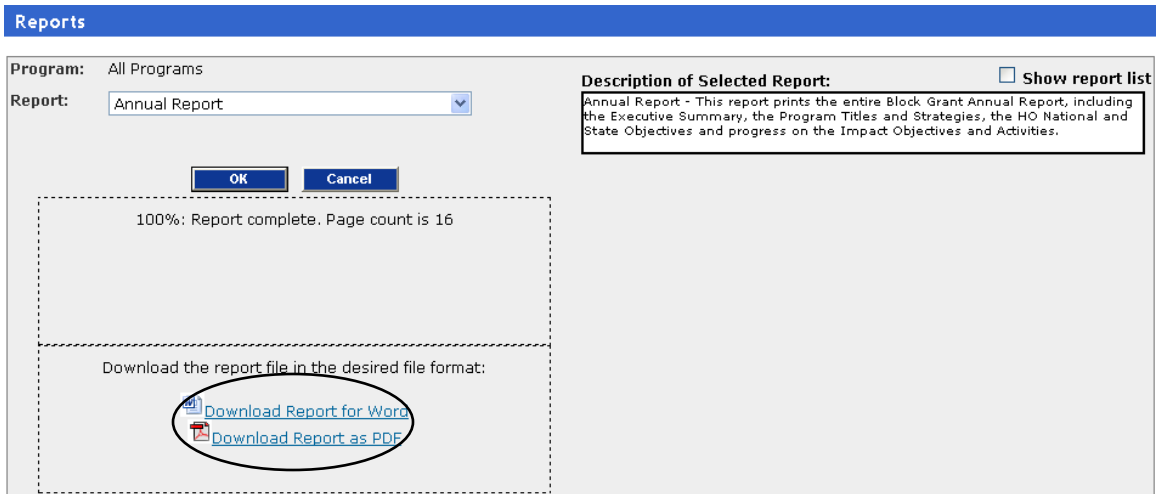 Reports
Program: All Programs
Report: Annual Report
Description of Selected Report:
Show report list
Annual Report - This report prints the entire Block Grant Annual Report, including
the Executive Summary, the Program Titles and Strategies, the HO National and
State Objectives and progress on the Impact Objectives and Activities.
OK Cancel
100%: Report complete. Page count is 16
Download the report file in the desired file format:
Download Report for Word
Download Report as PDF